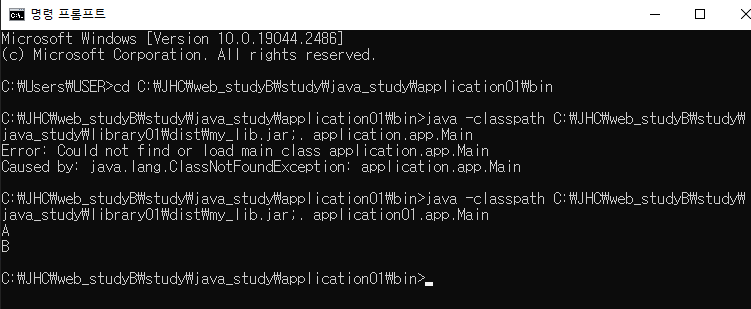 명령 프롬프트
Microsoft Windows [Version 10.0.19044.2486]
(c) Microsoft Corporation. All rights reserved.
C:₩Users₩USER>cd C:₩JHC₩web_studyB₩study₩java_study₩application01₩bin
C:₩JHC₩web_studyB₩study₩java_study₩application01₩bin>java -classpath C:₩JHC₩web_studyB₩study₩
java_study₩library01₩dist₩my_lib.jar;. application.app.Main
Error: Could not find or load main class application.app.Main
Caused by: java.lang.ClassNotFoundException: application.app.Main
C:₩JHC₩web_studyB₩study₩java_study₩application01₩bin>java -classpath C:₩JHC₩web_studyB₩study₩
java_study₩library01₩dist₩my_lib.jar;. application01.app.Main
A
B
C:₩JHC₩web_studyB₩study₩java_study₩application01₩bin>